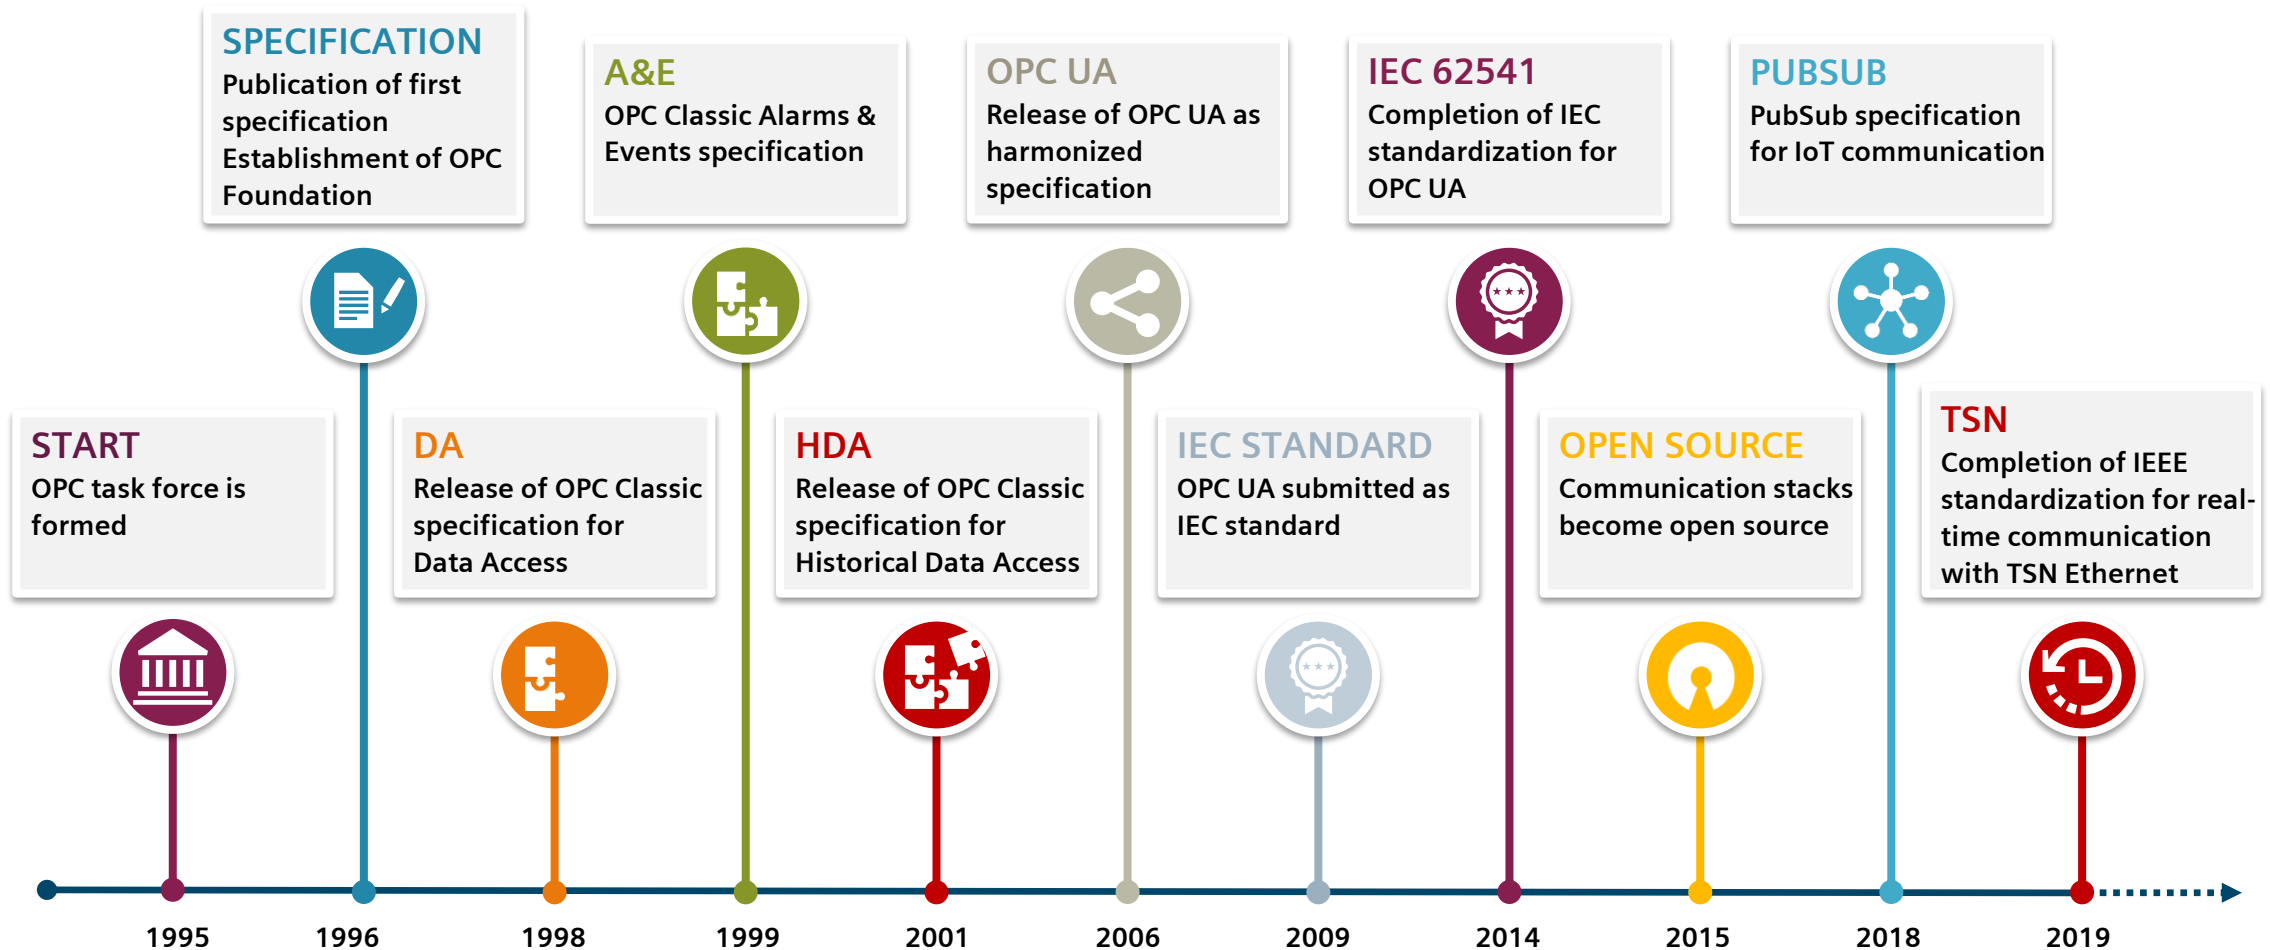 SPECIFICATION
Publication of first
specification
Establishment of OPC
Foundation
A&E
OPC Classic Alarms &
Events specification
OPC UA
Release of OPC UA as
harmonized
specification
IEC 62541
Completion of IEC
standardization for
OPC UA
PUBSUB
PubSub specification
for IoT communication
START
OPC task force is
formed
DA
Release of OPC Classic
specification for
Data Access
HDA
Release of OPC Classic
specification for
Historical Data Access
IEC STANDARD
OPC UA submitted as
IEC standard
OPEN SOURCE
Communication stacks
become open source
TSN
Completion of IEEE
standardization for real-
time communication
with TSN Ethernet
1995 1996 1998 1999 2001 2006 2009 2014 2015 2018 2019